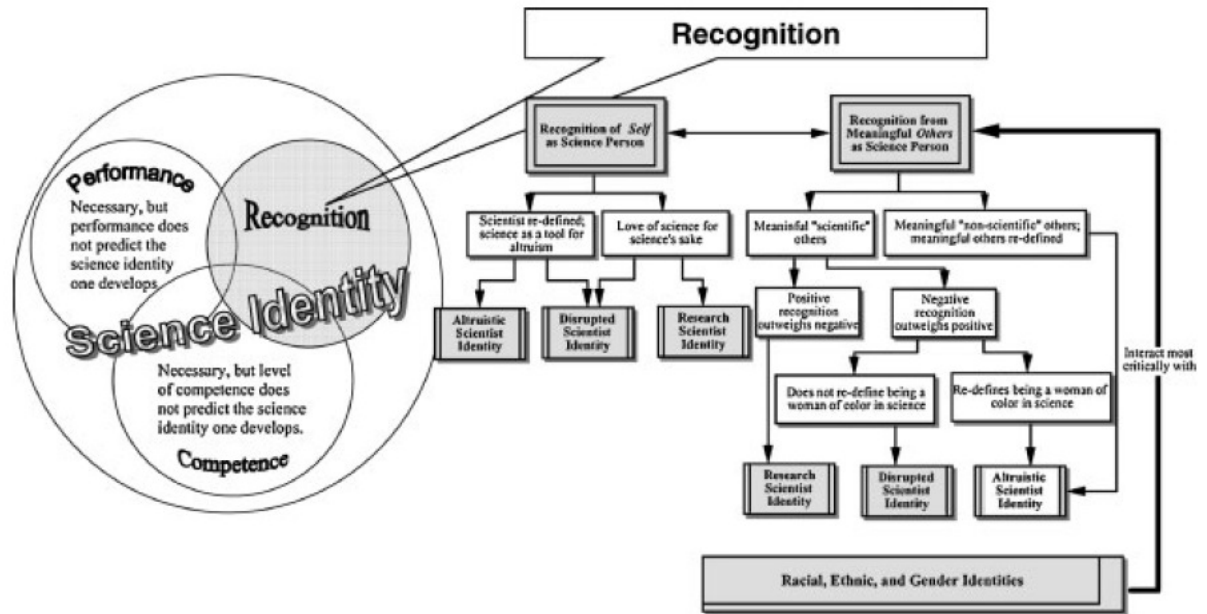 Recognition
Performance
Necessary, but
performance does
not predict the
science identity
one develops.
Recognition
Science Identity
Necessary, but level
of competence does
not predict the science
identity one develops.
Competence
Recognition of Self
as Science Person
Recognition from
Meaningful Others
as Science Person
Scientist re-defined;
science as a tool for
altruism
Love of science for
science's sake
Meaninful "scientific"
others
Meaningful "non-scientific" others;
meaningful others re-defined
Altruistic
Scientist
Identity
Disrupted
Scientist
Identity
Research
Scientist
Identity
Positive
recognition
outweighs negative
Negative
recognition
outweighs positive
Interact most
critically with
Does not re-define being a
woman of color in science
Re-defines being a woman of
color in science
Research
Scientist
Identity
Disrupted
Scientist
Identity
Altruistic
Scientist
Identity
Racial, Ethnic, and Gender Identities